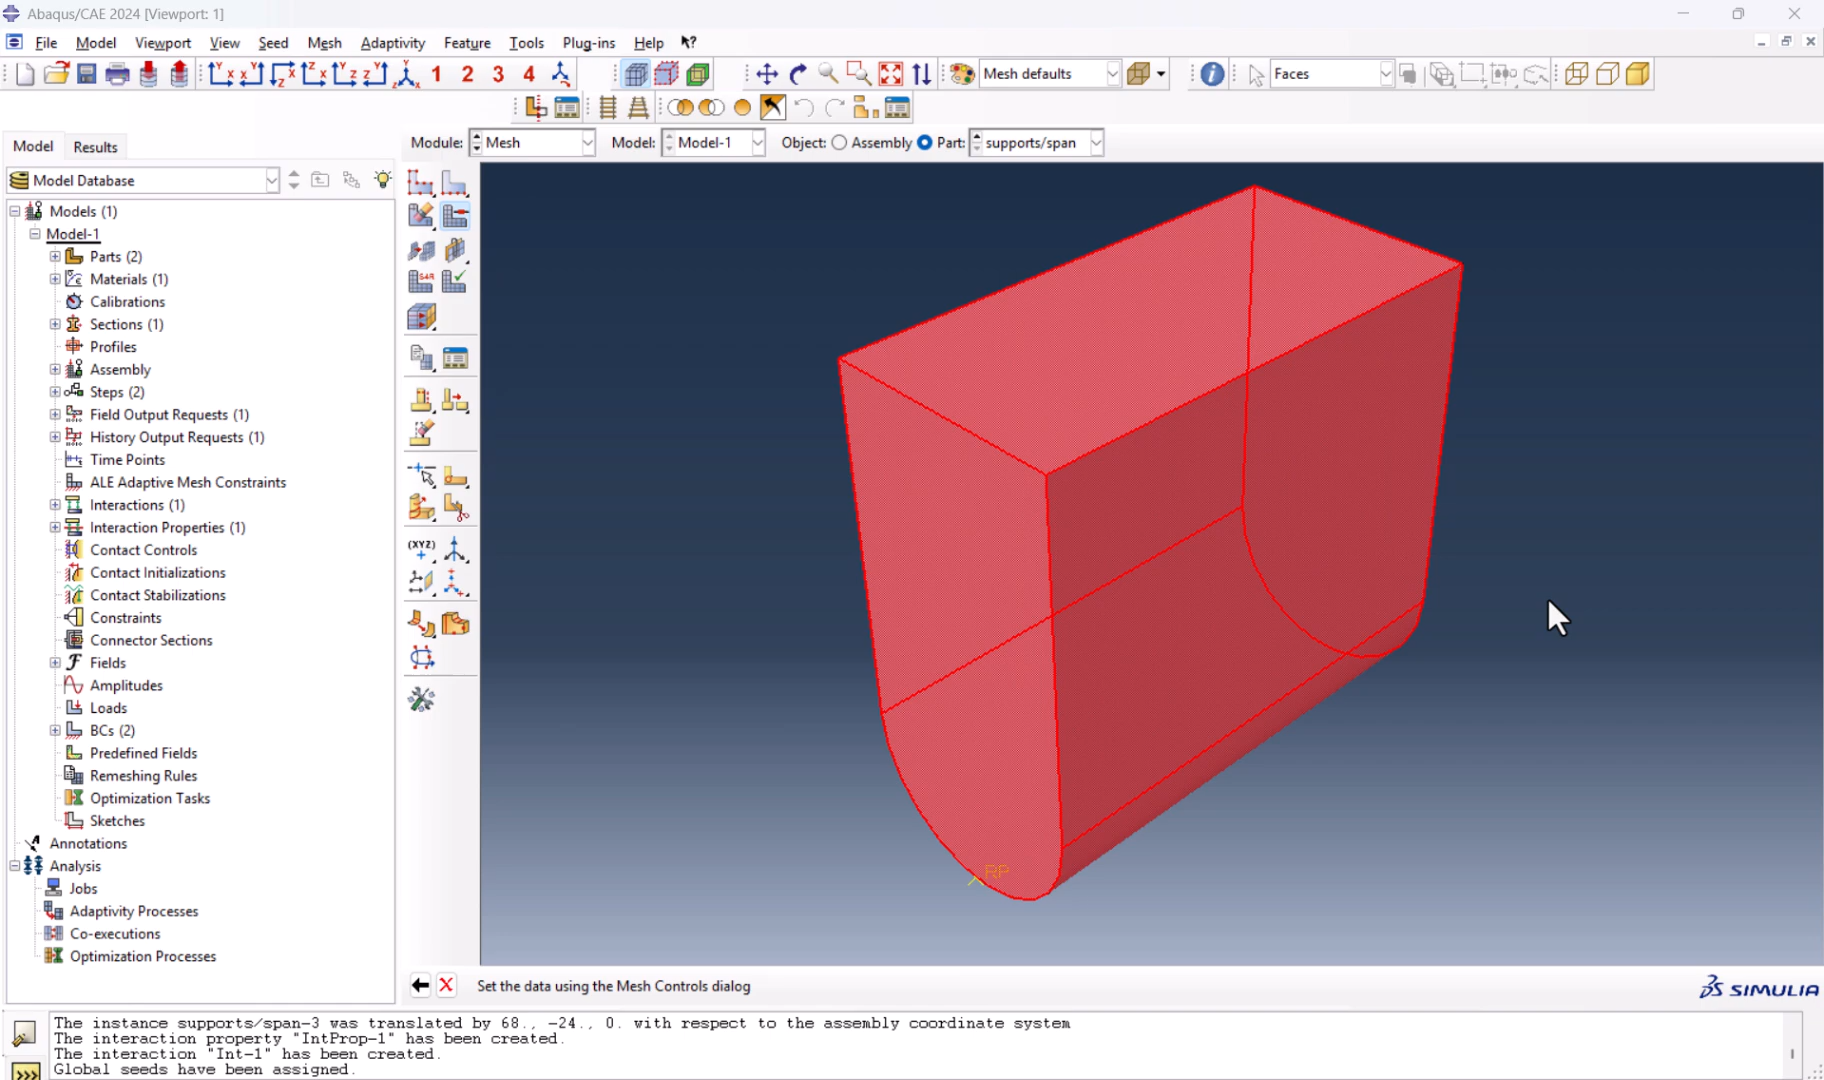 Abaqus/CAE 2024 [Viewport: 1]
File Model Viewport View Seed Mesh Adaptivity Feature Tools Plug-ins Help
1 2 3 4 Mesh defaults Faces
Model Results
Module: Mesh Model: Model-1 Object: Assembly Part: supports/span
Model Database
Models (1)
Model-1
Parts (2)
Materials (1)
Calibrations
Sections (1)
Profiles
Assembly
Steps (2)
Field Output Requests (1)
History Output Requests (1)
Time Points
ALE Adaptive Mesh Constraints
Interactions (1)
Interaction Properties (1)
Contact Controls
Contact Initializations
Contact Stabilizations
Constraints
Connector Sections
Fields
Amplitudes
Loads
BCs (2)
Predefined Fields
Remeshing Rules
Optimization Tasks
Sketches
Annotations
Analysis
Jobs
Adaptivity Processes
Co-executions
Optimization Processes
S4R
(XYZ)
RP
Set the data using the Mesh Controls dialog
SIMULIA
The instance supports/span-3 was translated by 68., -24., 0. with respect to the assembly coordinate system
The interaction property "IntProp-1" has been created.
The interaction "Int-1" has been created.
Global seeds have been assigned.
>>>